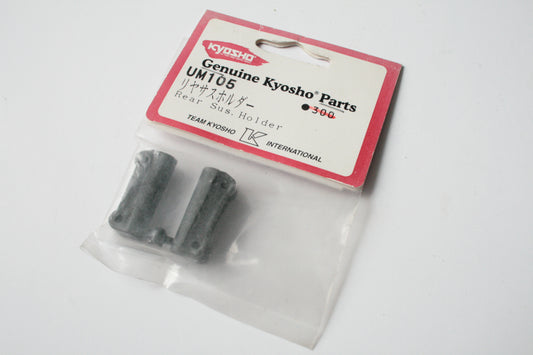 KYOSHO
Genuine Kyosho® Parts
UM105
リヤサスホルダー
Rear Sus. Holder
●300
TEAM KYOSHO K INTERNATIONAL